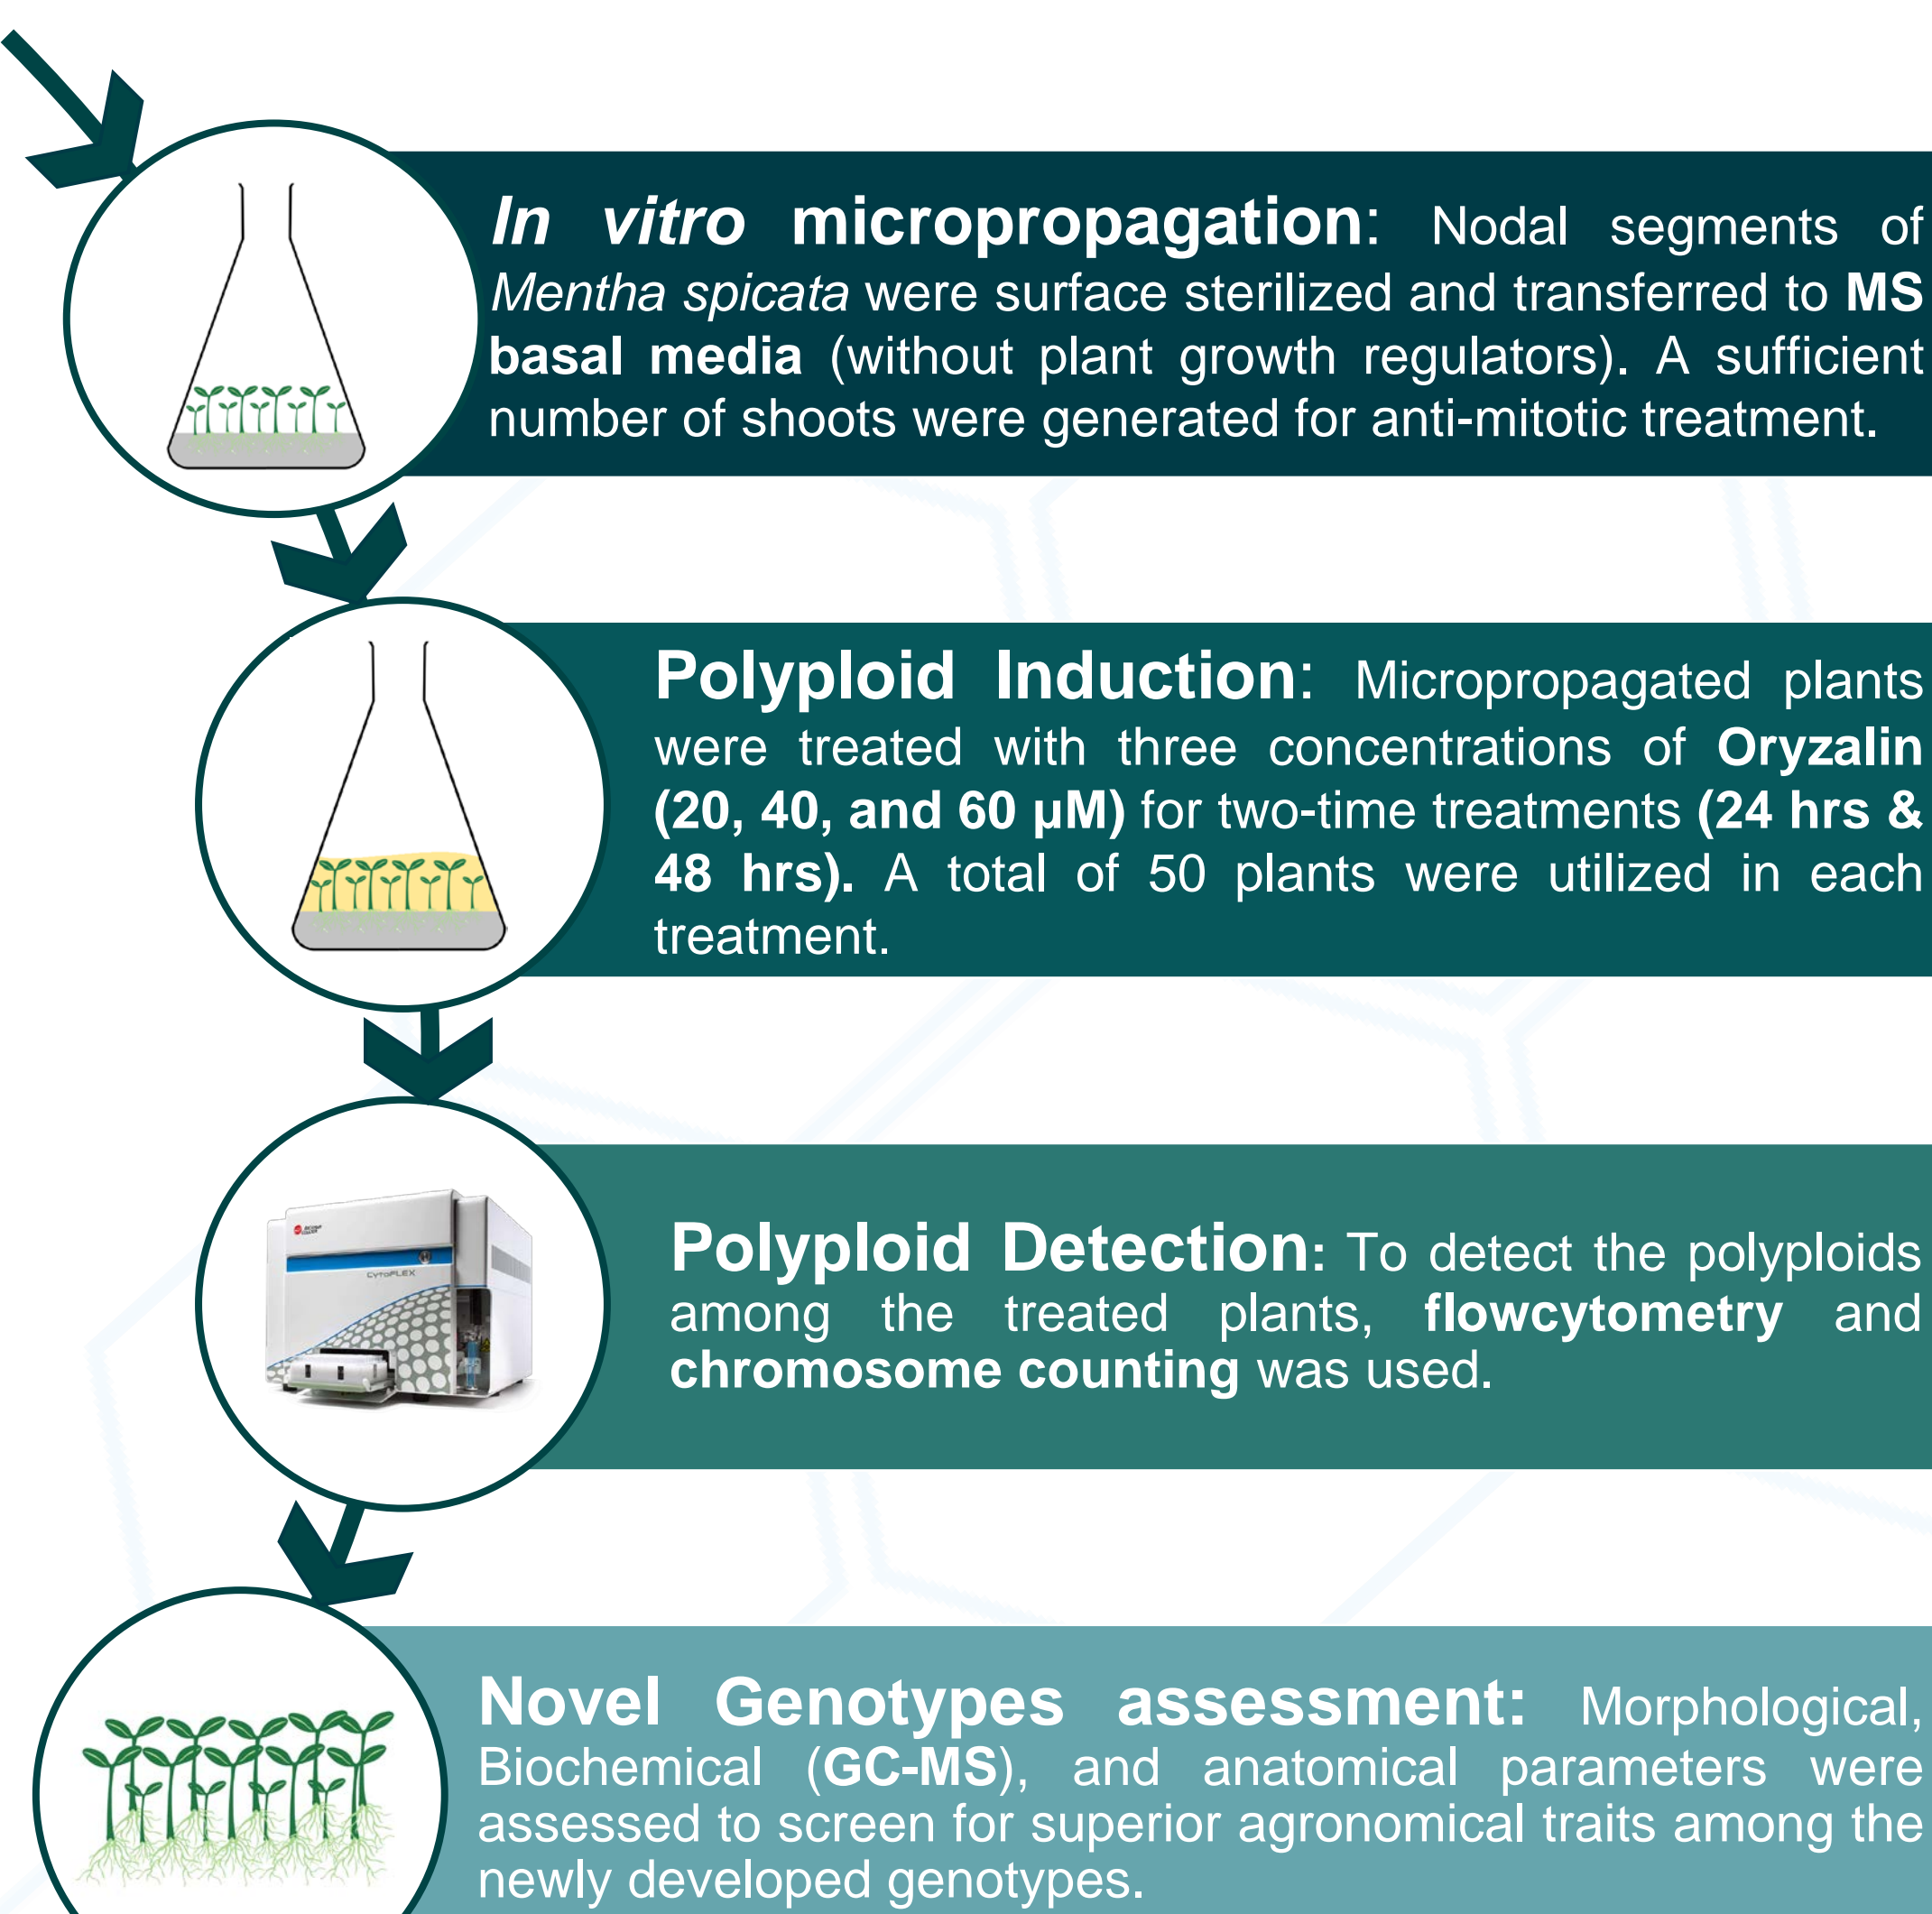 In vitro micropropagation: Nodal segments of
Mentha spicata were surface sterilized and transferred to MS
basal media (without plant growth regulators). A sufficient
number of shoots were generated for anti-mitotic treatment.
Polyploid Induction: Micropropagated plants
were treated with three concentrations of Oryzalin
(20, 40, and 60 µM) for two-time treatments (24 hrs &
48 hrs). A total of 50 plants were utilized in each
treatment.
BECKMAN
COULTER
CytoFLEX
Polyploid Detection: To detect the polyploids
among the treated plants, flowcytometry and
chromosome counting was used.
Novel Genotypes assessment: Morphological,
Biochemical (GC-MS), and anatomical parameters were
assessed to screen for superior agronomical traits among the
newly developed genotypes.